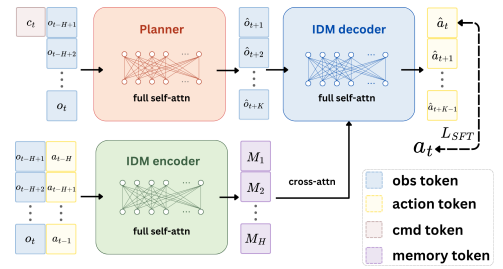 c_t o_{t-H+1}
o_{t-H+2}
⋮
o_t
Planner
full self-attn
ô_{t+1}
ô_{t+2}
⋮
ô_{t+K}
IDM decoder
full self-attn
â_t
â_{t+1}
⋮
â_{t+K-1}
L_{SFT}
a_t
o_{t-H+1} a_{t-H}
o_{t-H+2} a_{t-H+1}
⋮ ⋮
o_t a_{t-1}
IDM encoder
full self-attn
M_1
M_2
⋮
M_H
cross-attn
obs token
action token
cmd token
memory token